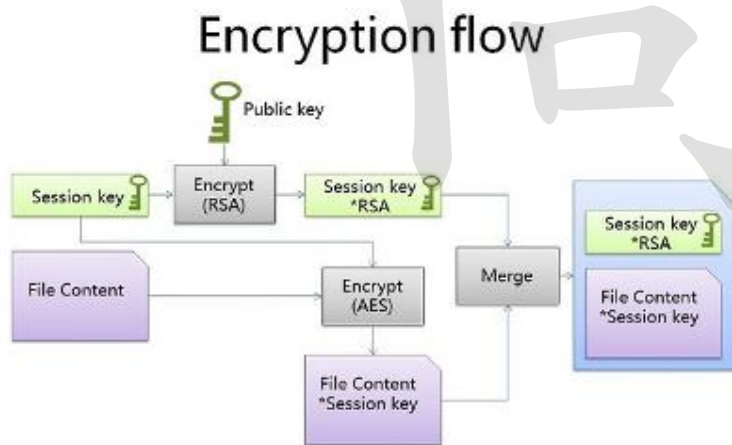 Encryption flow
Public key
Session key
Encrypt
(RSA)
Session key
*RSA
Session key
*RSA
File Content
Encrypt
(AES)
Merge
File Content
*Session key
File Content
*Session key